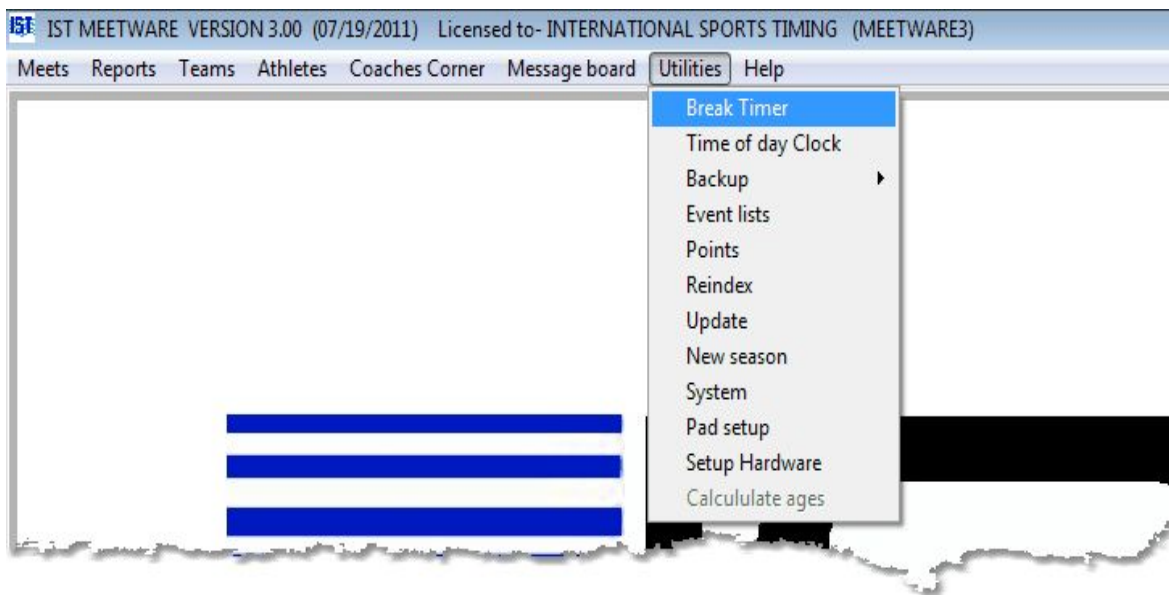 IST IST MEETWARE VERSION 3.00 (07/19/2011) Licensed to- INTERNATIONAL SPORTS TIMING (MEETWARE3)
Meets Reports Teams Athletes Coaches Corner Message board Utilities Help
Break Timer
Time of day Clock
Backup
Event lists
Points
Reindex
Update
New season
System
Pad setup
Setup Hardware
Calcululate ages